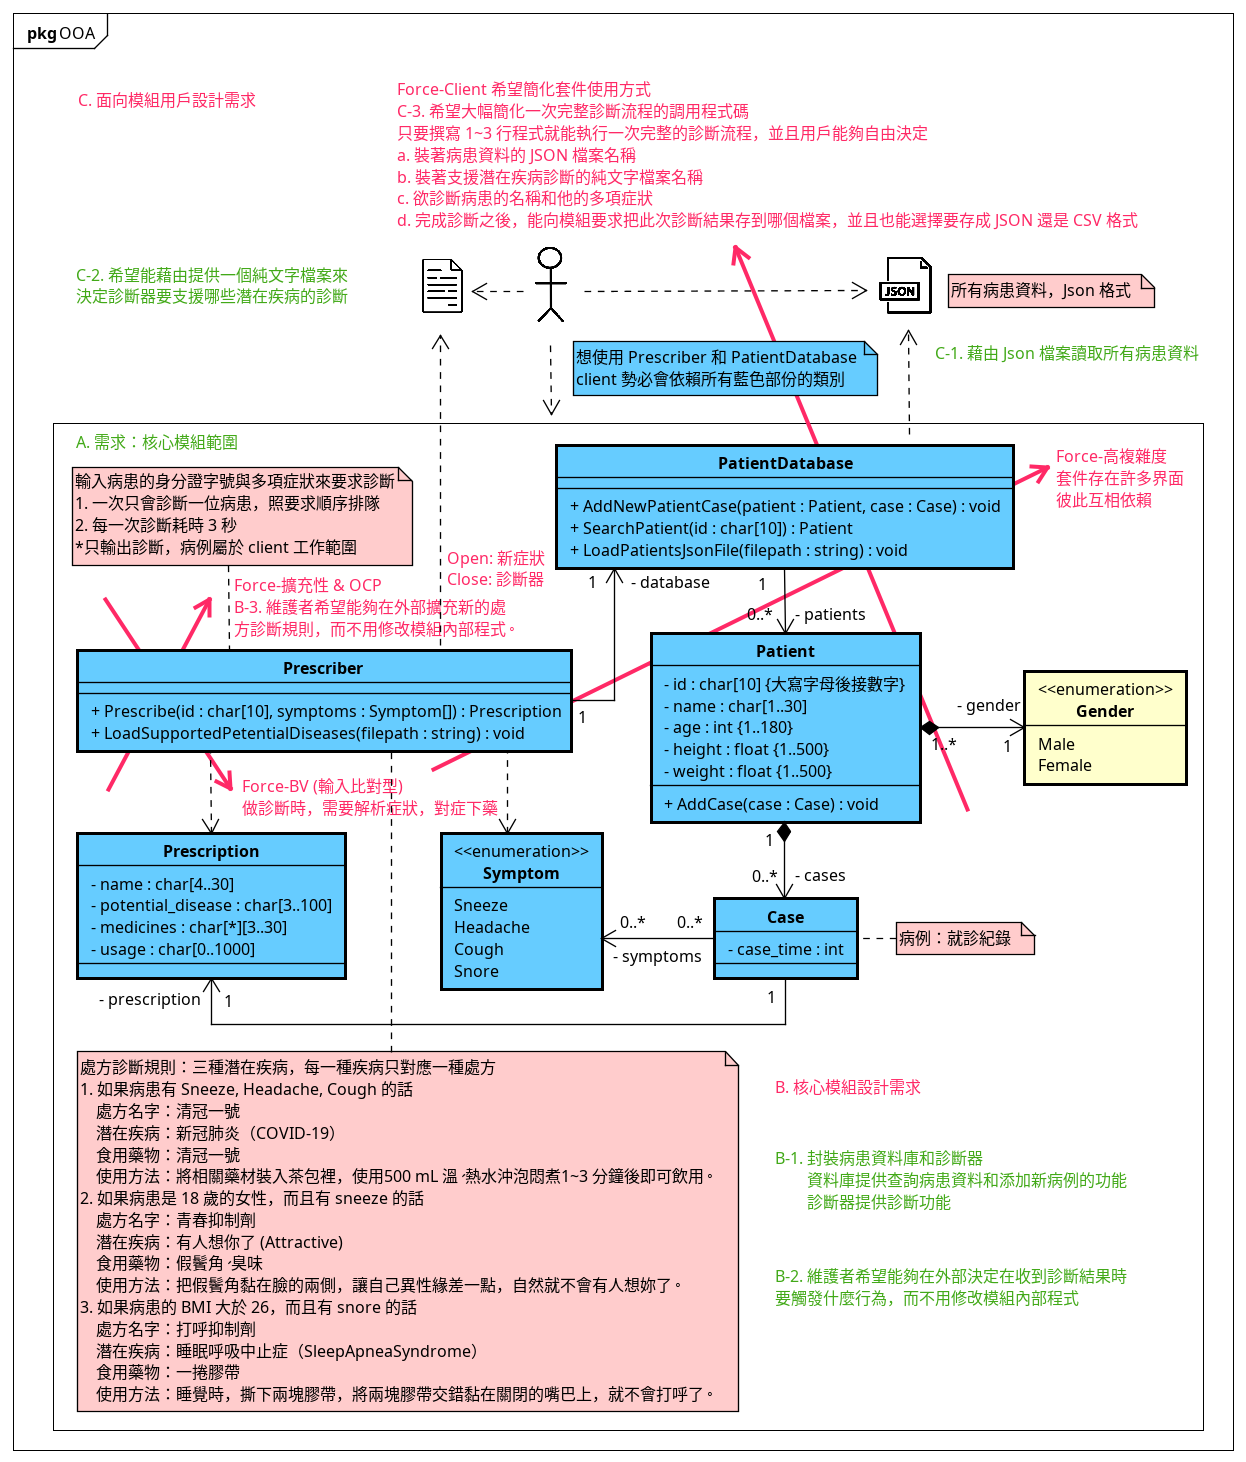 pkg OOA
C. 面向模組用戶設計需求
Force-Client 希望簡化套件使用方式
C-3. 希望大幅簡化一次完整診斷流程的調用程式碼
只要撰寫 1~3 行程式就能執行一次完整的診斷流程，並且用戶能夠自由決定
a. 裝著病患資料的 JSON 檔案名稱
b. 裝著支援潛在疾病診斷的純文字檔案名稱
c. 欲診斷病患的名稱和他的多項症狀
d. 完成診斷之後，能向模組要求把此次診斷結果存到哪個檔案，並且也能選擇要存成 JSON 還是 CSV 格式
C-2. 希望能藉由提供一個純文字檔案來
決定診斷器要支援哪些潛在疾病的診斷
JSON
所有病患資料，Json 格式
想使用 Prescriber 和 PatientDatabase
client 勢必會依賴所有藍色部份的類別
C-1. 藉由 Json 檔案讀取所有病患資料
A. 需求：核心模組範圍
輸入病患的身分證字號與多項症狀來要求診斷
1. 一次只會診斷一位病患，照要求順序排隊
2. 每一次診斷耗時 3 秒
*只輸出診斷，病例屬於 client 工作範圍
PatientDatabase
+ AddNewPatientCase(patient : Patient, case : Case) : void
+ SearchPatient(id : char[10]) : Patient
+ LoadPatientsJsonFile(filepath : string) : void
Force-高複雜度
套件存在許多界面
彼此互相依賴
Open: 新症狀
Close: 診斷器
Force-擴充性 & OCP
B-3. 維護者希望能夠在外部擴充新的處
方診斷規則，而不用修改模組內部程式。
1
- database
1
0..*
- patients
Prescriber
+ Prescribe(id : char[10], symptoms : Symptom[]) : Prescription
+ LoadSupportedPetentialDiseases(filepath : string) : void
1
Patient
- id : char[10] {大寫字母後接數字}
- name : char[1..30]
- age : int {1..180}
- height : float {1..500}
- weight : float {1..500}
+ AddCase(case : Case) : void
- gender
1..*
1
<<enumeration>>
Gender
Male
Female
Force-BV (輸入比對型)
做診斷時，需要解析症狀，對症下藥
Prescription
- name : char[4..30]
- potential_disease : char[3..100]
- medicines : char[*][3..30]
- usage : char[0..1000]
<<enumeration>>
Symptom
Sneeze
Headache
Cough
Snore
1
0..*
- cases
Case
- case_time : int
0..*
0..*
- symptoms
病例：就診紀錄
- prescription
1
1
處方診斷規則：三種潛在疾病，每一種疾病只對應一種處方
1. 如果病患有 Sneeze, Headache, Cough 的話
處方名字：清冠一號
潛在疾病：新冠肺炎（COVID-19）
食用藥物：清冠一號
使用方法：將相關藥材裝入茶包裡，使用500 mL 溫、熱水沖泡悶煮1~3 分鐘後即可飲用。
2. 如果病患是 18 歲的女性，而且有 sneeze 的話
處方名字：青春抑制劑
潛在疾病：有人想你了 (Attractive)
食用藥物：假鬢角、臭味
使用方法：把假鬢角黏在臉的兩側，讓自己異性緣差一點，自然就不會有人想妳了。
3. 如果病患的 BMI 大於 26，而且有 snore 的話
處方名字：打呼抑制劑
潛在疾病：睡眠呼吸中止症（SleepApneaSyndrome）
食用藥物：一捲膠帶
使用方法：睡覺時，撕下兩塊膠帶，將兩塊膠帶交錯黏在關閉的嘴巴上，就不會打呼了。
B. 核心模組設計需求
B-1. 封裝病患資料庫和診斷器
資料庫提供查詢病患資料和添加新病例的功能
診斷器提供診斷功能
B-2. 維護者希望能夠在外部決定在收到診斷結果時
要觸發什麼行為，而不用修改模組內部程式